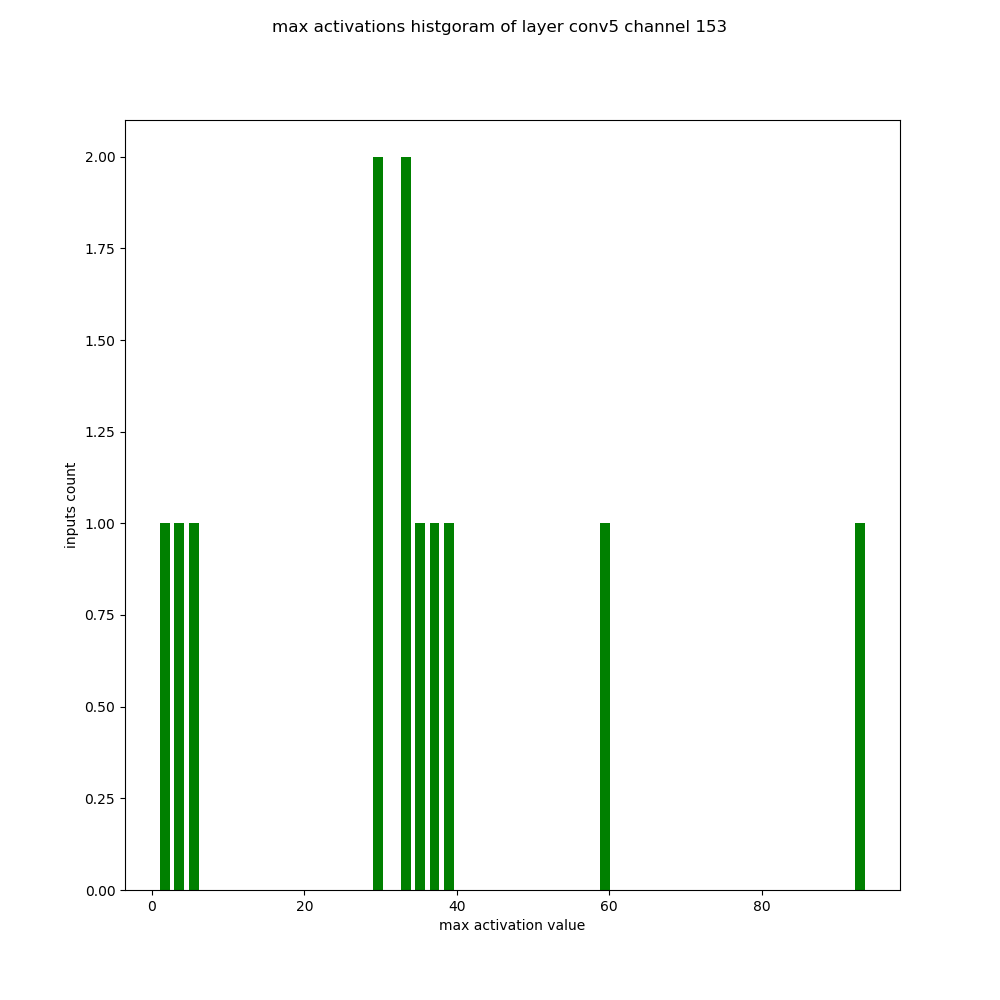 max activations histgoram of layer conv5 channel 153
2.00
1.75
1.50
1.25
1.00
0.75
0.50
0.25
0.00
inputs count
0 20 40 60 80
max activation value